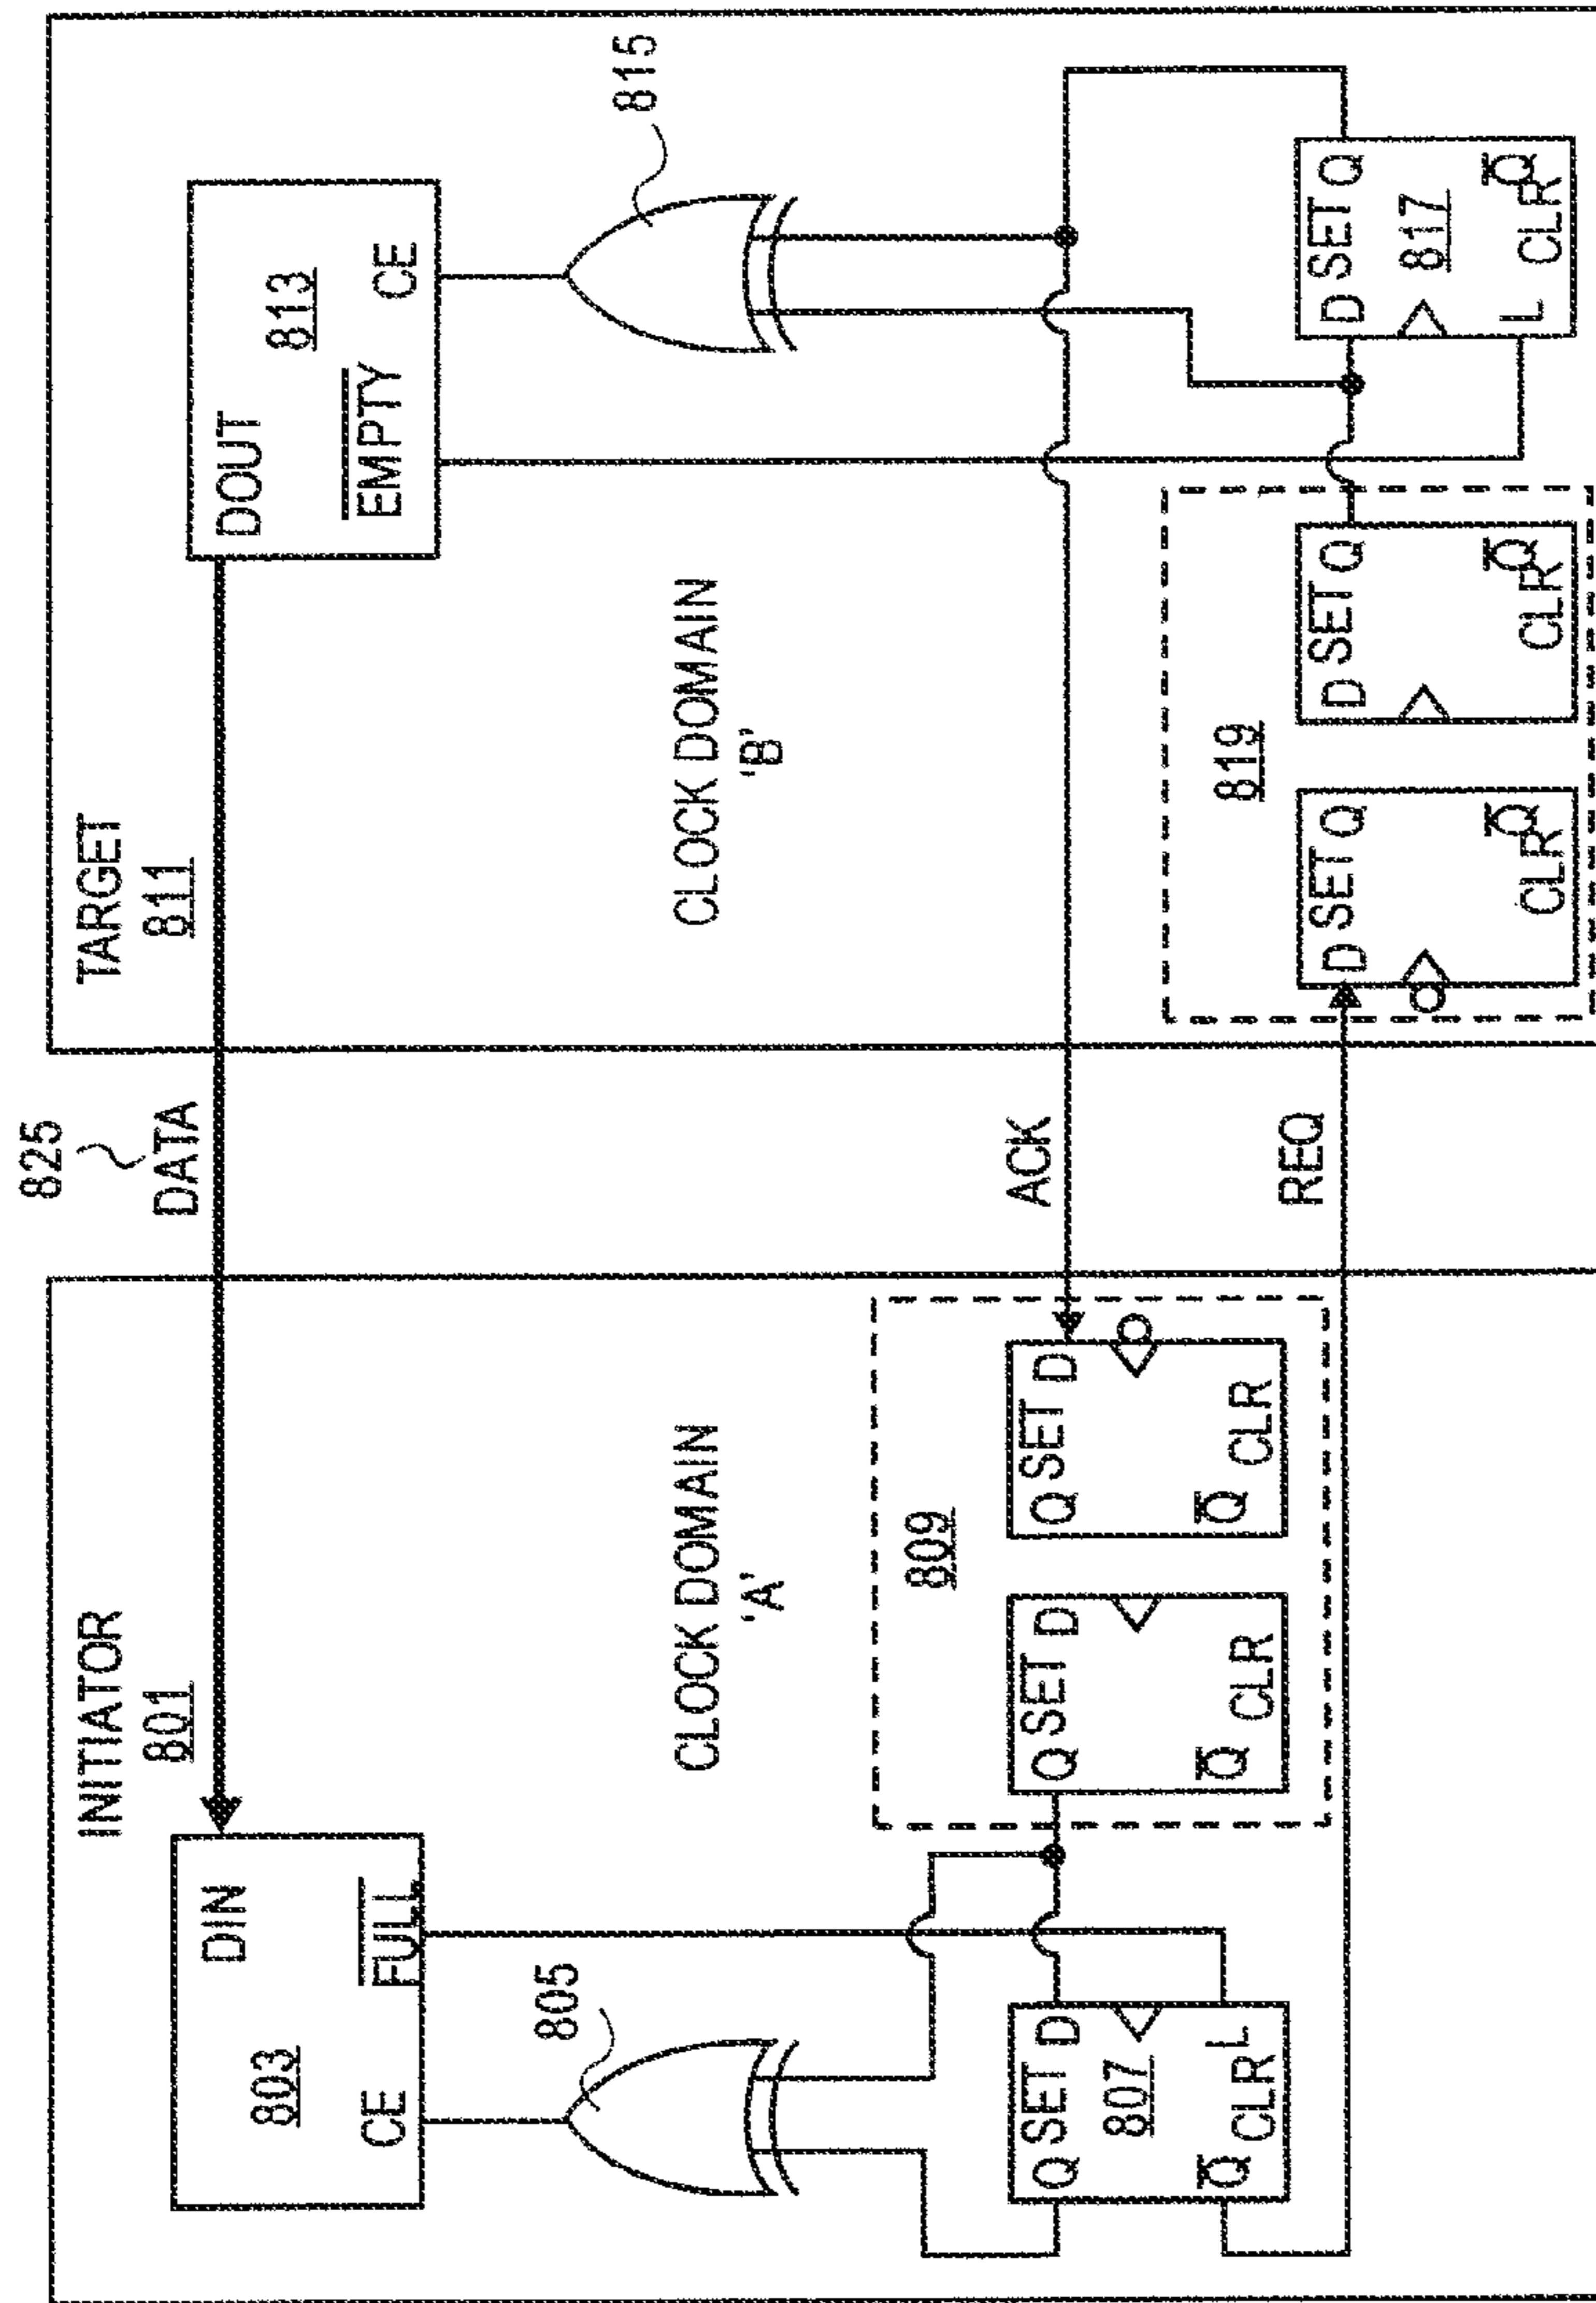 825
DATA
INITIATOR
801
TARGET
811
DIN
803
CE
FULL
DOUT
813
EMPTY
CE
805
815
CLOCK DOMAIN
'A'
CLOCK DOMAIN
'B'
ACK
809
Q SET D
807
Q CLR L
Q SET D
Q CLR
Q SET D
Q CLR
REQ
819
D SET Q
Q
CLR
D SET Q
Q
CLR
D SET Q
817
Q
L CLR